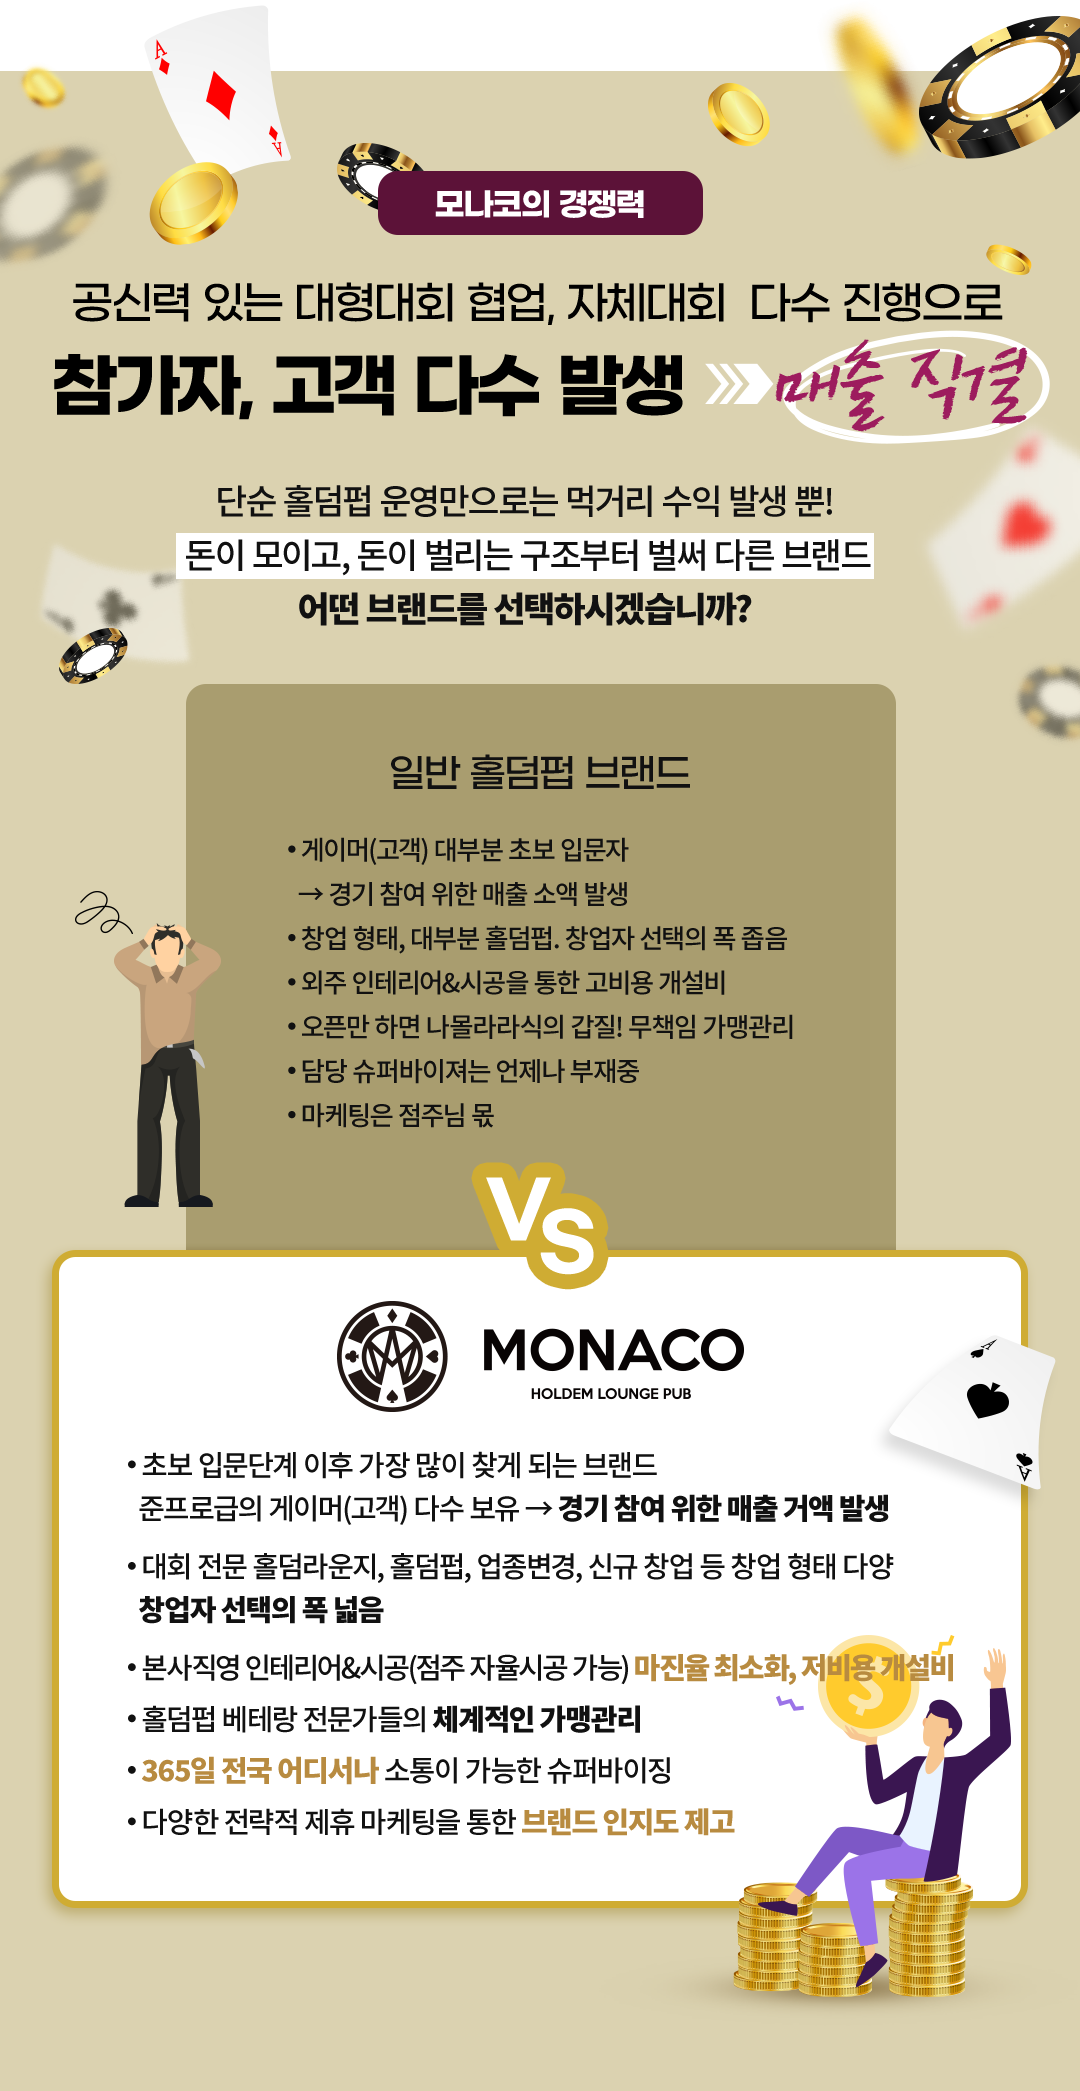 A
A
모나코의 경쟁력
공신력 있는 대형대회 협업, 자체대회 다수 진행으로
참가자, 고객 다수 발생
매출 직결
단순 홀덤펍 운영만으로는 먹거리 수익 발생 뿐!
돈이 모이고, 돈이 벌리는 구조부터 벌써 다른 브랜드
어떤 브랜드를 선택하시겠습니까?
일반 홀덤펍 브랜드
• 게이머(고객) 대부분 초보 입문자
→ 경기 참여 위한 매출 소액 발생
• 창업 형태, 대부분 홀덤펍. 창업자 선택의 폭 좁음
• 외주 인테리어&시공을 통한 고비용 개설비
• 오픈만 하면 나몰라라식의 갑질! 무책임 가맹관리
• 담당 슈퍼바이져는 언제나 부재중
• 마케팅은 점주님 몫
VS
MONACO
HOLDEM LOUNGE PUB
A
A
• 초보 입문단계 이후 가장 많이 찾게 되는 브랜드
준프로급의 게이머(고객) 다수 보유 → 경기 참여 위한 매출 거액 발생
• 대회 전문 홀덤라운지, 홀덤펍, 업종변경, 신규 창업 등 창업 형태 다양
창업자 선택의 폭 넓음
• 본사직영 인테리어&시공(점주 자율시공 가능) 마진율 최소화, 저비용 개설비
• 홀덤펍 베테랑 전문가들의 체계적인 가맹관리
• 365일 전국 어디서나 소통이 가능한 슈퍼바이징
• 다양한 전략적 제휴 마케팅을 통한 브랜드 인지도 제고
$